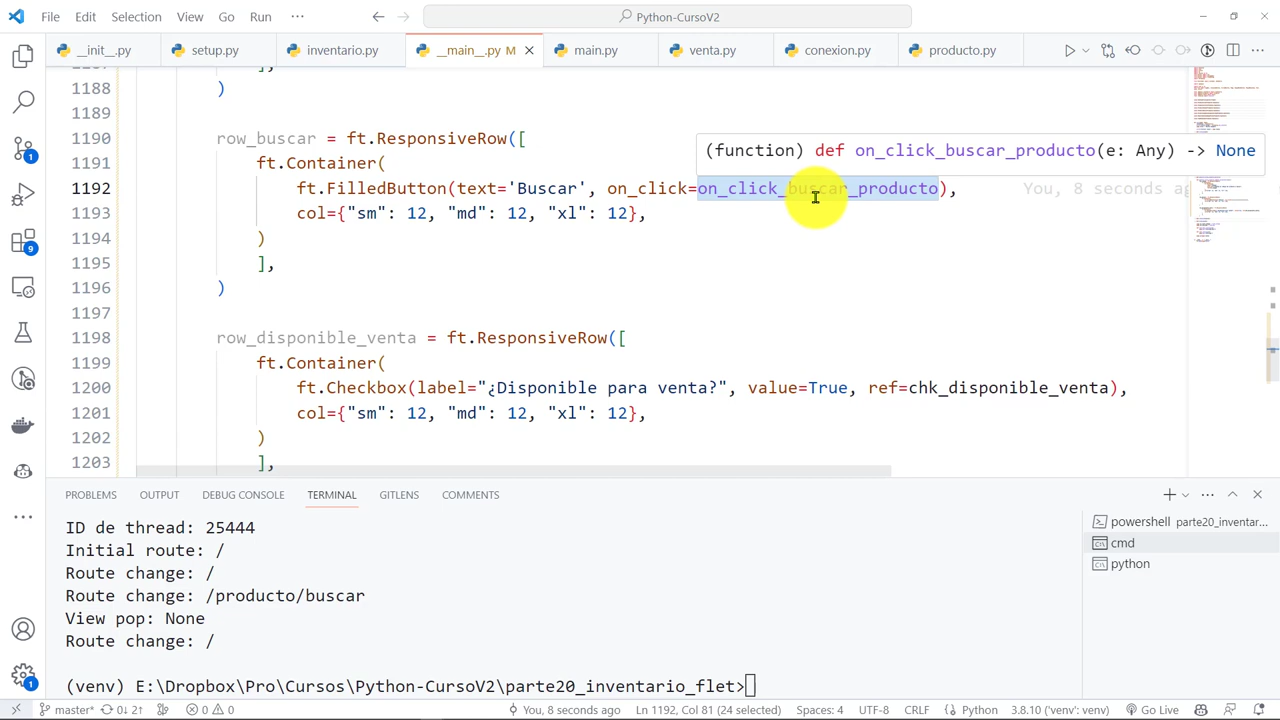 File Edit Selection View Go Run ··· Python-CursoV2
__init__.py setup.py inventario.py __main__.py M main.py venta.py conexion.py producto.py
1188 )
1189
1190 row_buscar = ft.ResponsiveRow([
(function) def on_click_buscar_producto(e: Any) -> None
1191 ft.Container(
1192 ft.FilledButton(text='Buscar', on_click=on_click_buscar_producto You, 8 seconds ag
1193 col={"sm": 12, "md": 12, "xl": 12},
1194 )
1195 ],
1196 )
1197
1198 row_disponible_venta = ft.ResponsiveRow([
1199 ft.Container(
1200 ft.Checkbox(label="¿Disponible para venta?", value=True, ref=chk_disponible_venta),
1201 col={"sm": 12, "md": 12, "xl": 12},
1202 )
1203 ],
PROBLEMS OUTPUT DEBUG CONSOLE TERMINAL GITLENS COMMENTS
ID de thread: 25444
Initial route: /
Route change: /
Route change: /producto/buscar
View pop: None
Route change: /
(venv) E:\Dropbox\Pro\Cursos\Python-CursoV2\parte20_inventario_flet>
powershell parte20_inventar...
cmd
python
1
9
1
master* 0↓ 2↑ 0 0 You, 8 seconds ago Ln 1192, Col 81 (24 selected) Spaces: 4 UTF-8 CRLF Python 3.8.10 ('venv': venv) Go Live